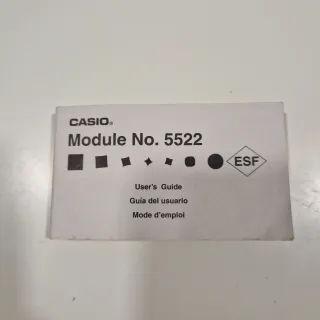 CASIO®
Module No. 5522
ESF
User's Guide
Guía del usuario
Mode d'emploi